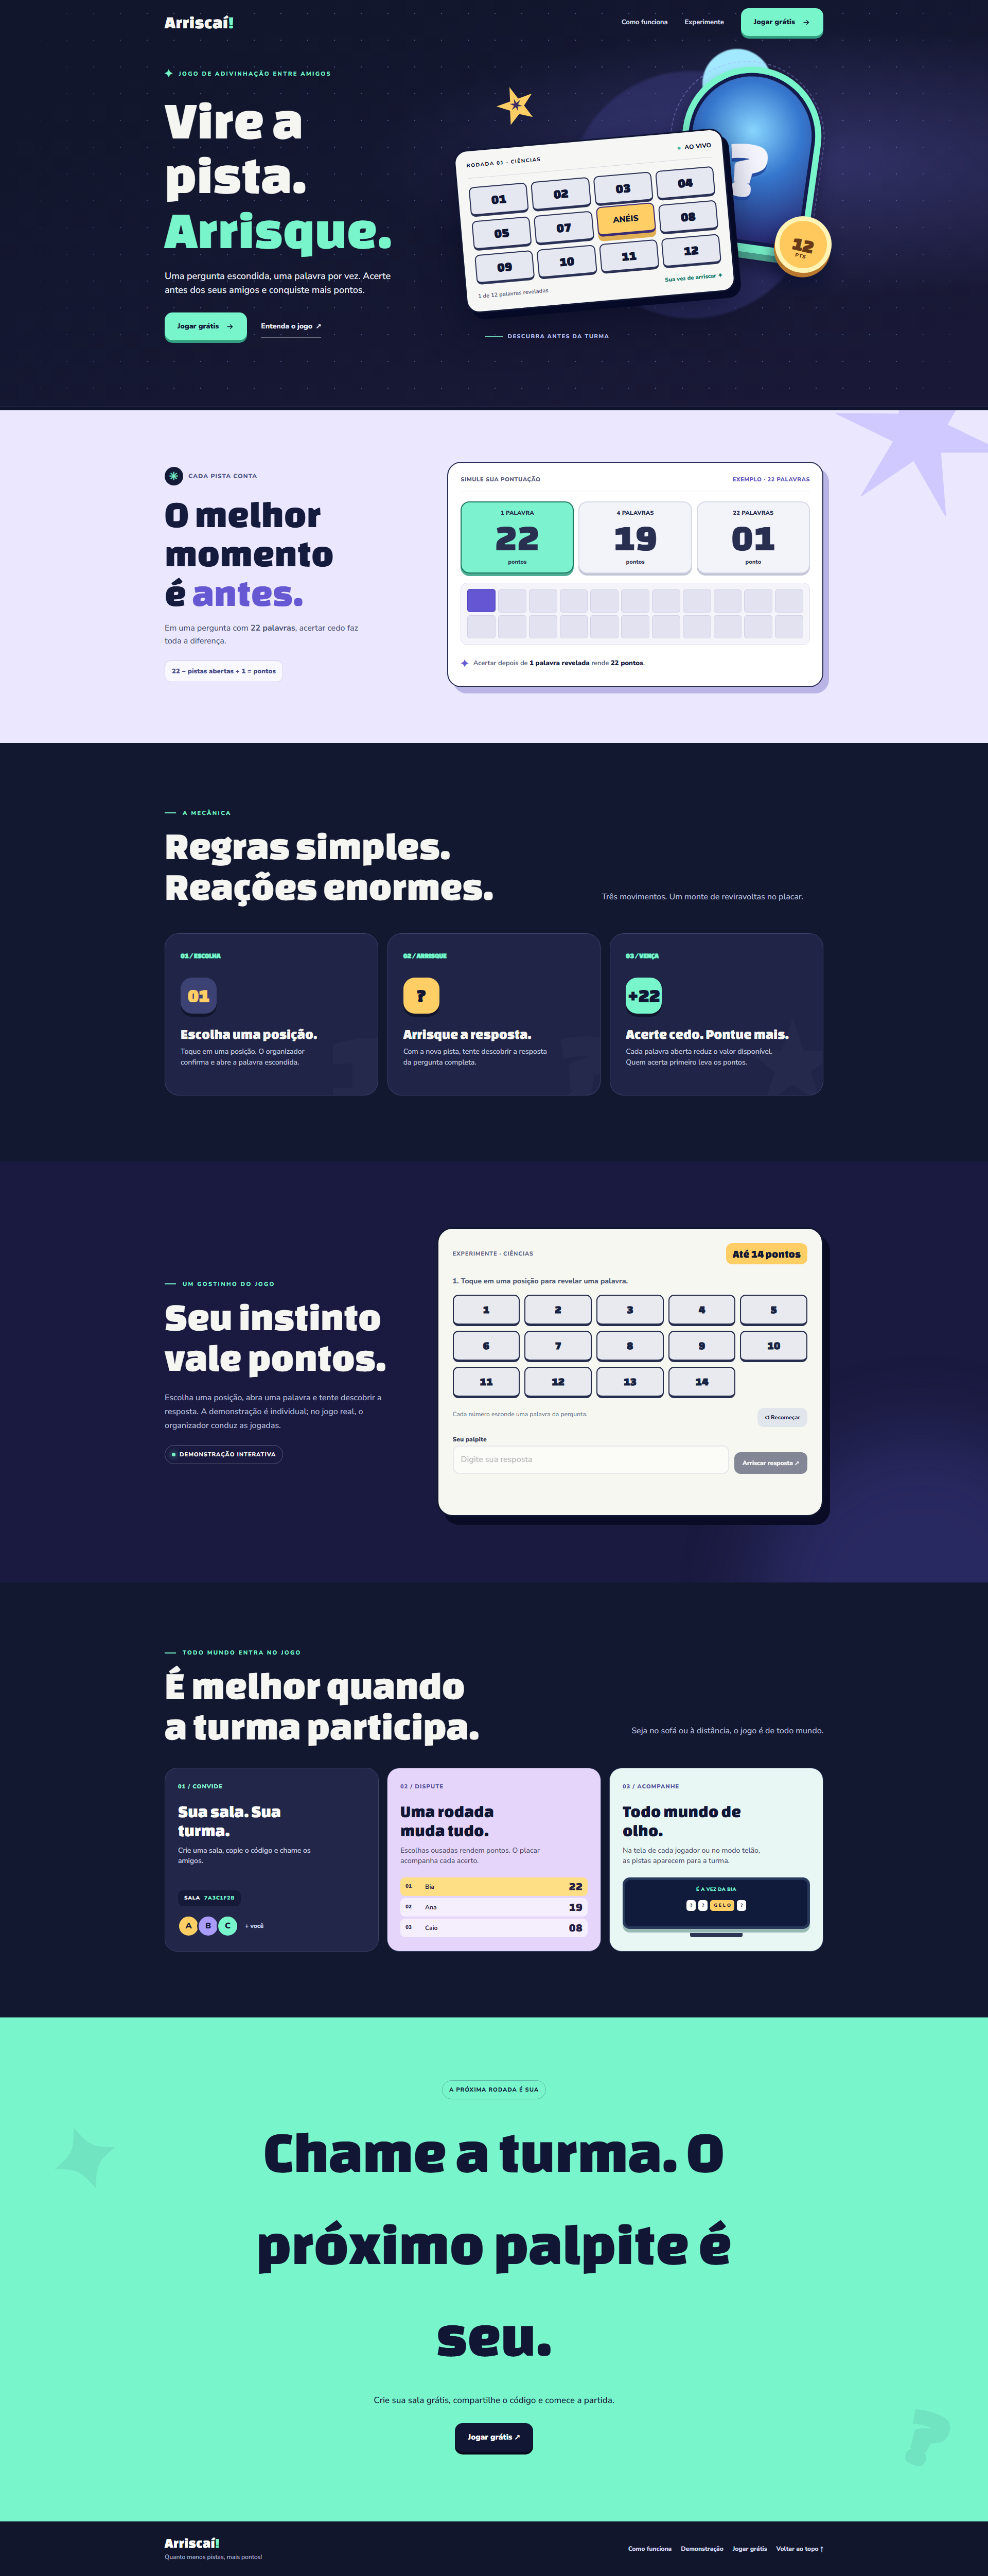 Arriscaí!
Como funciona
Experimente
Jogar grátis →
JOGO DE ADIVINHAÇÃO ENTRE AMIGOS
Vire a
pista.
Arrisque.
Uma pergunta escondida, uma palavra por vez. Acerte
antes dos seus amigos e conquiste mais pontos.
Jogar grátis →
Entenda o jogo ↗
RODADA 01 · CIÊNCIAS
AO VIVO
01 02 03 04
05 07 ANÉIS 08
09 10 11 12
1 de 12 palavras reveladas
Sua vez de arriscar ✦
?
12
PTS
DESCUBRA ANTES DA TURMA
CADA PISTA CONTA
O melhor
momento
é antes.
Em uma pergunta com 22 palavras, acertar cedo faz
toda a diferença.
22 − pistas abertas + 1 = pontos
SIMULE SUA PONTUAÇÃO
EXEMPLO · 22 PALAVRAS
1 PALAVRA
22
pontos
4 PALAVRAS
19
pontos
22 PALAVRAS
01
ponto
Acertar depois de 1 palavra revelada rende 22 pontos.
A MECÂNICA
Regras simples.
Reações enormes.
Três movimentos. Um monte de reviravoltas no placar.
01 / ESCOLHA
01
Escolha uma posição.
Toque em uma posição. O organizador
confirma e abre a palavra escondida.
02 / ARRISQUE
?
Arrisque a resposta.
Com a nova pista, tente descobrir a resposta
da pergunta completa.
03 / VENÇA
+22
Acerte cedo. Pontue mais.
Cada palavra aberta reduz o valor disponível.
Quem acerta primeiro leva os pontos.
UM GOSTINHO DO JOGO
Seu instinto
vale pontos.
Escolha uma posição, abra uma palavra e tente descobrir a
resposta. A demonstração é individual; no jogo real, o
organizador conduz as jogadas.
DEMONSTRAÇÃO INTERATIVA
EXPERIMENTE · CIÊNCIAS
Até 14 pontos
1. Toque em uma posição para revelar uma palavra.
1 2 3 4 5
6 7 8 9 10
11 12 13 14
Cada número esconde uma palavra da pergunta.
↺ Recomeçar
Seu palpite
Digite sua resposta
Arriscar resposta ↗
TODO MUNDO ENTRA NO JOGO
É melhor quando
a turma participa.
Seja no sofá ou à distância, o jogo é de todo mundo.
01 / CONVIDE
Sua sala. Sua
turma.
Crie uma sala, copie o código e chame os
amigos.
SALA 7A3C1F2B
A B C + você
02 / DISPUTE
Uma rodada
muda tudo.
Escolhas ousadas rendem pontos. O placar
acompanha cada acerto.
01 Bia 22
02 Ana 19
03 Caio 08
03 / ACOMPANHE
Todo mundo de
olho.
Na tela de cada jogador ou no modo telão,
as pistas aparecem para a turma.
É A VEZ DA BIA
? ? GELO ?
A PRÓXIMA RODADA É SUA
Chame a turma. O
próximo palpite é
seu.
Crie sua sala grátis, compartilhe o código e comece a partida.
Jogar grátis ↗
?
Arriscaí!
Quanto menos pistas, mais pontos!
Como funciona
Demonstração
Jogar grátis
Voltar ao topo ↑